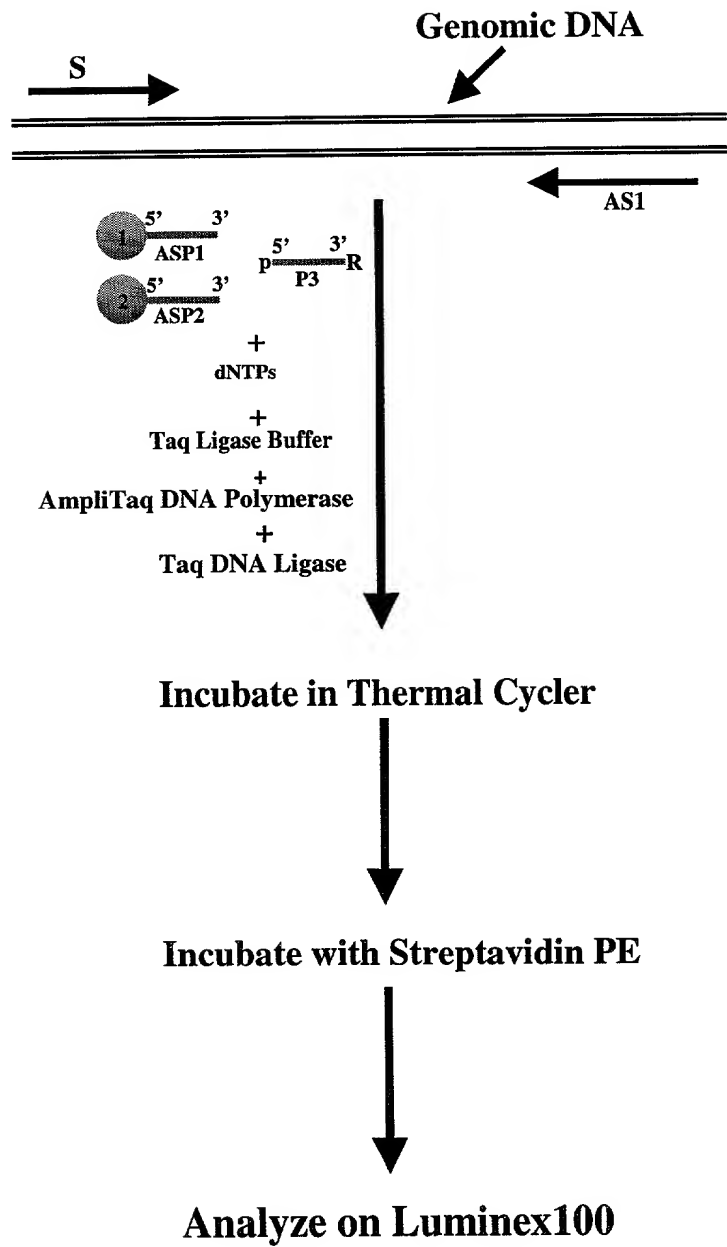 Genomic DNA
S
AS1
1 5' 3'
ASP1
p 5' 3' R
P3
2 5' 3'
ASP2
+
dNTPs
+
Taq Ligase Buffer
+
AmpliTaq DNA Polymerase
+
Taq DNA Ligase
Incubate in Thermal Cycler
Incubate with Streptavidin PE
Analyze on Luminex100